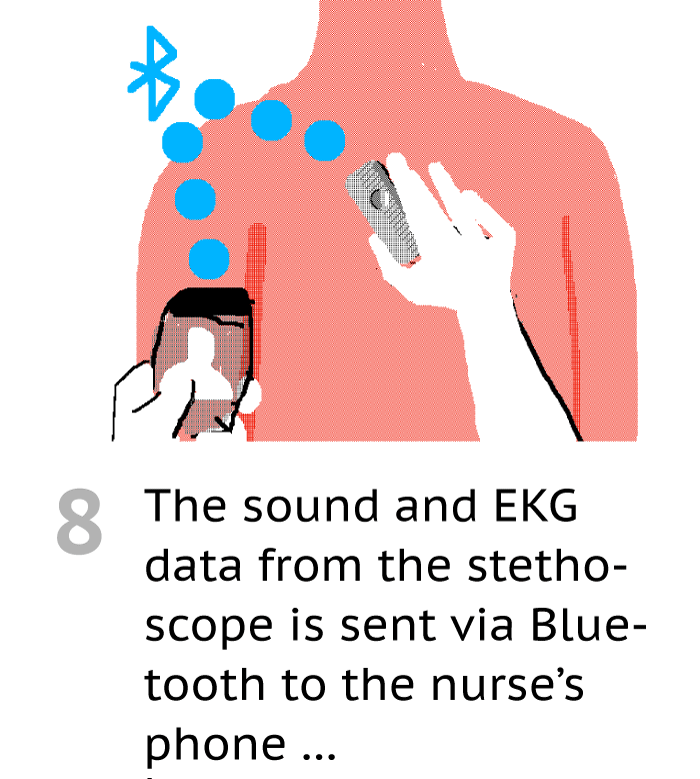 8
The sound and EKG
data from the stetho-
scope is sent via Blue-
tooth to the nurse’s
phone ...